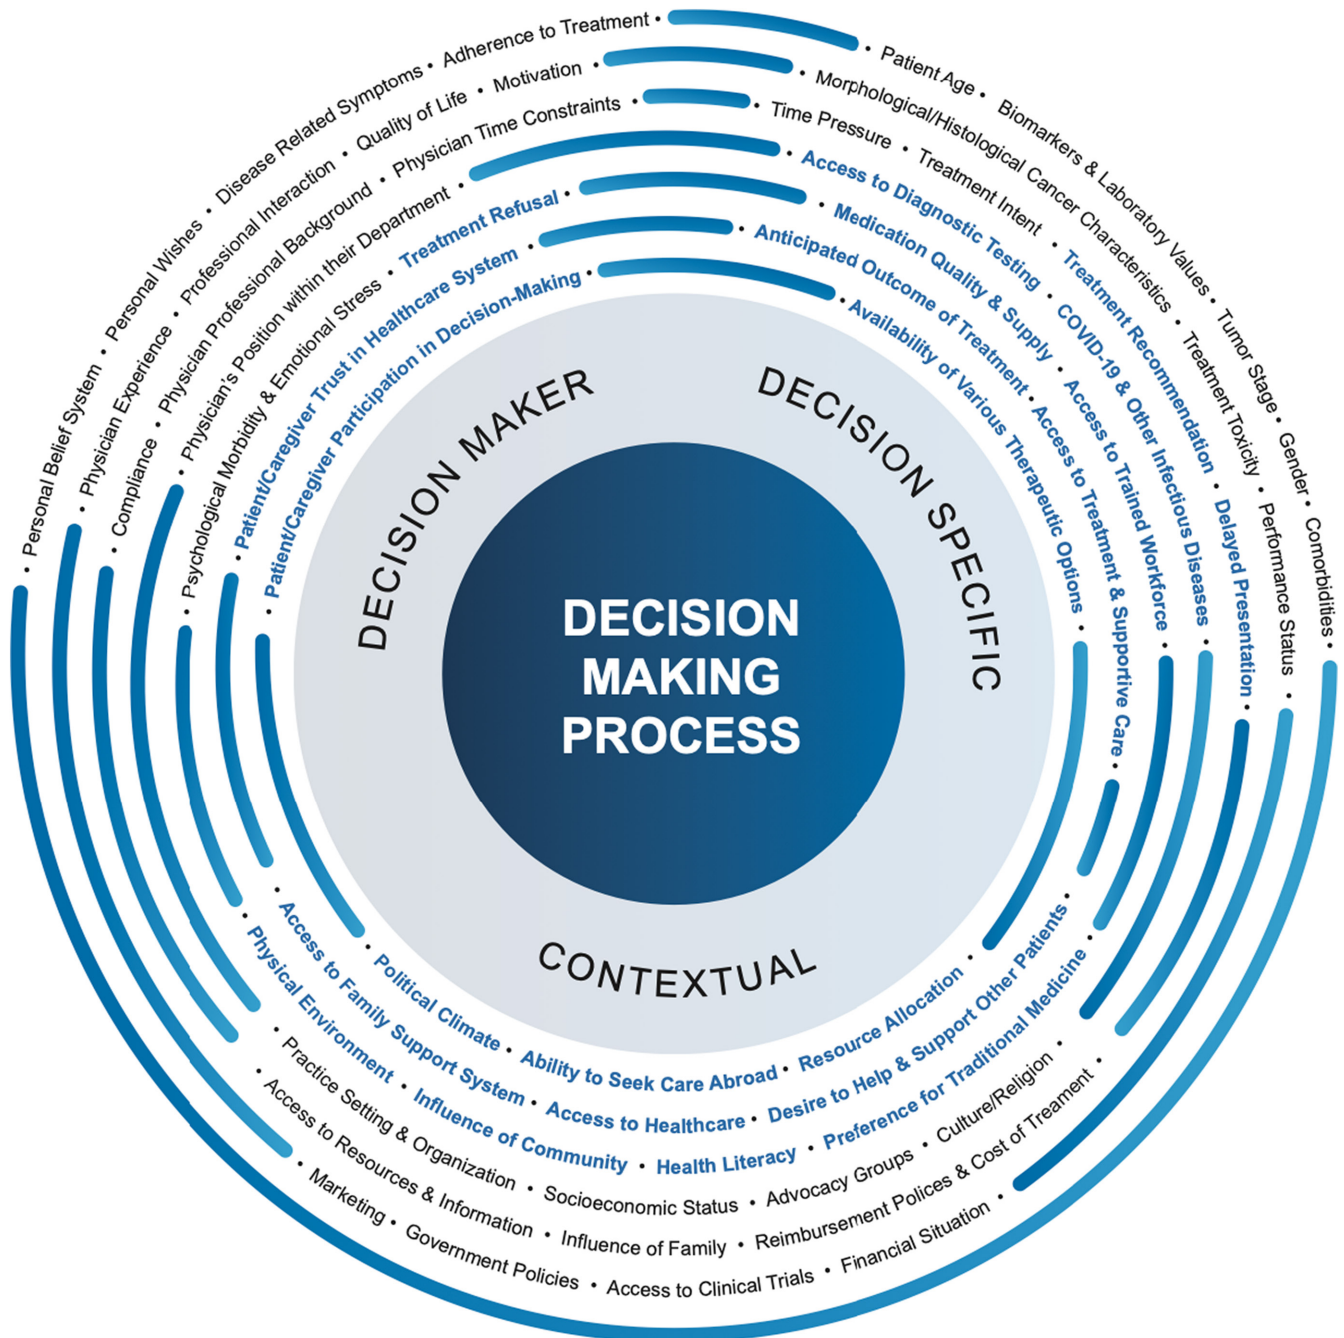 Personal Belief System • Personal Wishes • Disease Related Symptoms • Adherence to Treatment •
• Physician Experience • Professional Interaction • Quality of Life • Motivation •
• Compliance • Physician Professional Background • Physician Time Constraints •
• Physician's Position within their Department •
• Psychological Morbidity & Emotional Stress • Treatment Refusal •
• Patient/Caregiver Trust in Healthcare System •
• Patient/Caregiver Participation in Decision-Making •
• Patient Age • Biomarkers & Laboratory Values • Tumor Stage • Gender • Comorbidities •
• Morphological/Histological Cancer Characteristics • Treatment Toxicity • Performance Status •
• Time Pressure • Treatment Intent • Treatment Recommendation • Delayed Presentation •
• Access to Diagnostic Testing • COVID-19 & Other Infectious Diseases •
• Medication Quality & Supply • Access to Trained Workforce •
• Anticipated Outcome of Treatment • Access to Treatment & Supportive Care •
• Availability of Various Therapeutic Options •
DECISION MAKER
DECISION SPECIFIC
DECISION
MAKING
PROCESS
CONTEXTUAL
• Political Climate • Ability to Seek Care Abroad • Resource Allocation •
• Access to Family Support System • Access to Healthcare • Desire to Help & Support Other Patients •
• Physical Environment • Influence of Community • Health Literacy • Preference for Traditional Medicine •
• Practice Setting & Organization • Socioeconomic Status • Advocacy Groups • Culture/Religion •
• Access to Resources & Information • Influence of Family • Reimbursement Polices & Cost of Treament •
• Marketing • Government Policies • Access to Clinical Trials • Financial Situation •